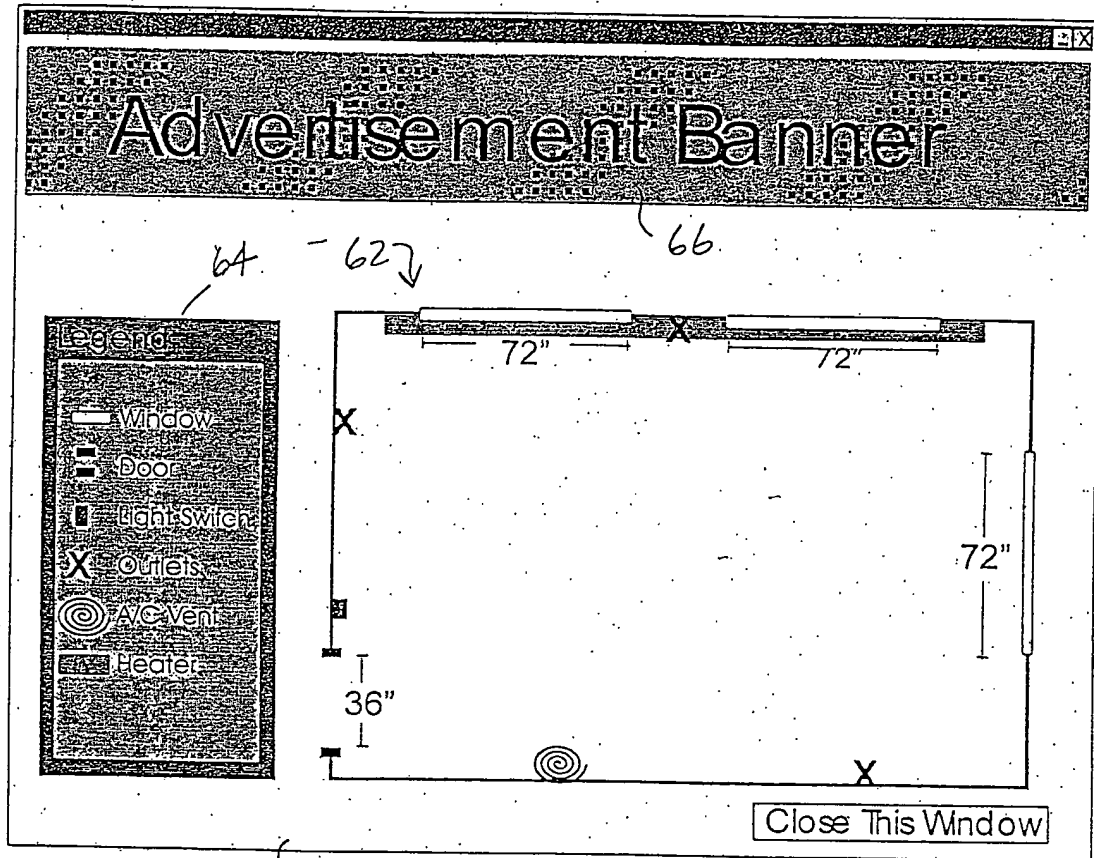 Advertisement Banner
66
64
62
Legend
Window
Door
Light Switch
X Outlets
A/C Vent
Heater
72"
X
72"
X
72"
36"
X
Close This Window